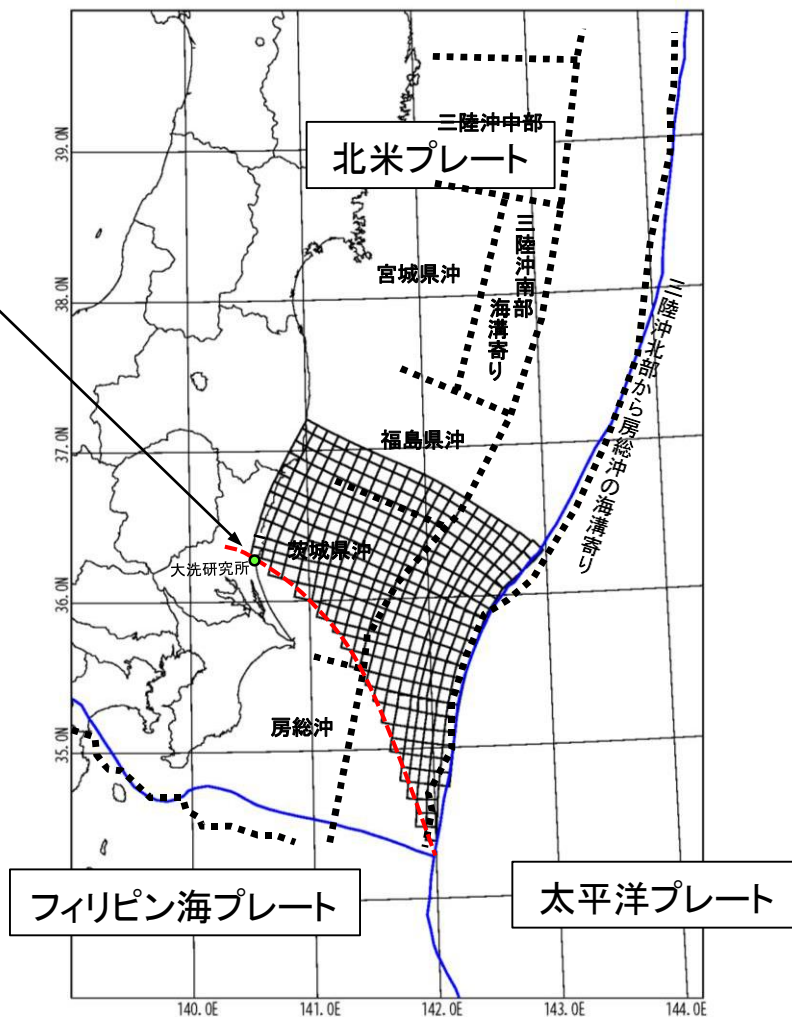 三陸沖中部
北米プレート
三陸沖南部
海溝寄り
宮城県沖
三陸沖北部から房総沖の海溝寄り
福島県沖
茨城県沖
大洗研究所
房総沖
フィリピン海プレート
太平洋プレート
39.0N
38.0N
37.0N
36.0N
35.0N
140.0E
141.0E
142.0E
143.0E
144.0E